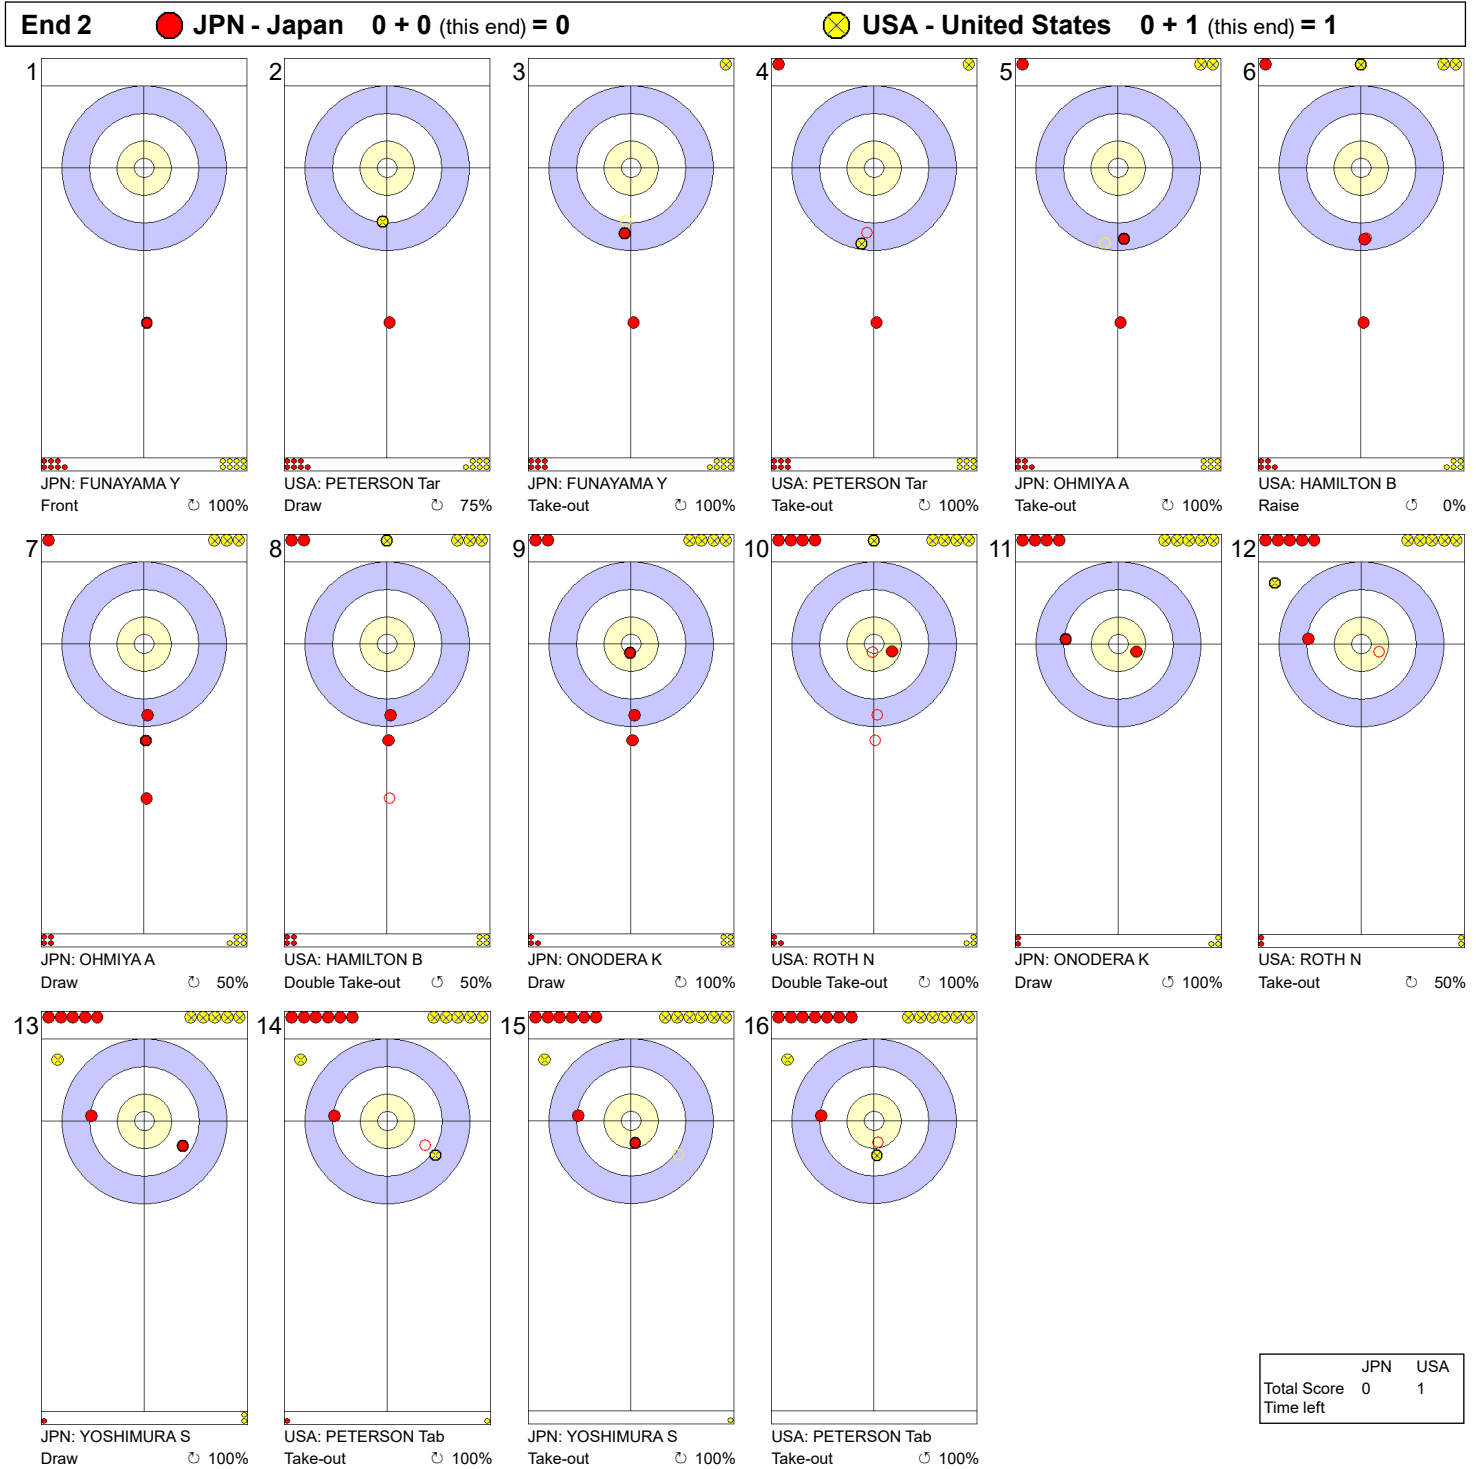 End 2 JPN - Japan 0 + 0 (this end) = 0 USA - United States 0 + 1 (this end) = 1
1 2 3 4 5 6
JPN: FUNAYAMA Y USA: PETERSON Tar JPN: FUNAYAMA Y USA: PETERSON Tar JPN: OHMIYA A USA: HAMILTON B
Front ↻ 100% Draw ↻ 75% Take-out ↻ 100% Take-out ↻ 100% Take-out ↻ 100% Raise ↺ 0%
7 8 9 10 11 12
JPN: OHMIYA A USA: HAMILTON B JPN: ONODERA K USA: ROTH N JPN: ONODERA K USA: ROTH N
Draw ↻ 50% Double Take-out ↺ 50% Draw ↻ 100% Double Take-out ↺ 100% Draw ↻ 100% Take-out ↺ 50%
13 14 15 16
JPN: YOSHIMURA S USA: PETERSON Tab JPN: YOSHIMURA S USA: PETERSON Tab
Draw ↻ 100% Take-out ↻ 100% Take-out ↻ 100% Take-out ↻ 100%
JPN USA
Total Score 0 1
Time left